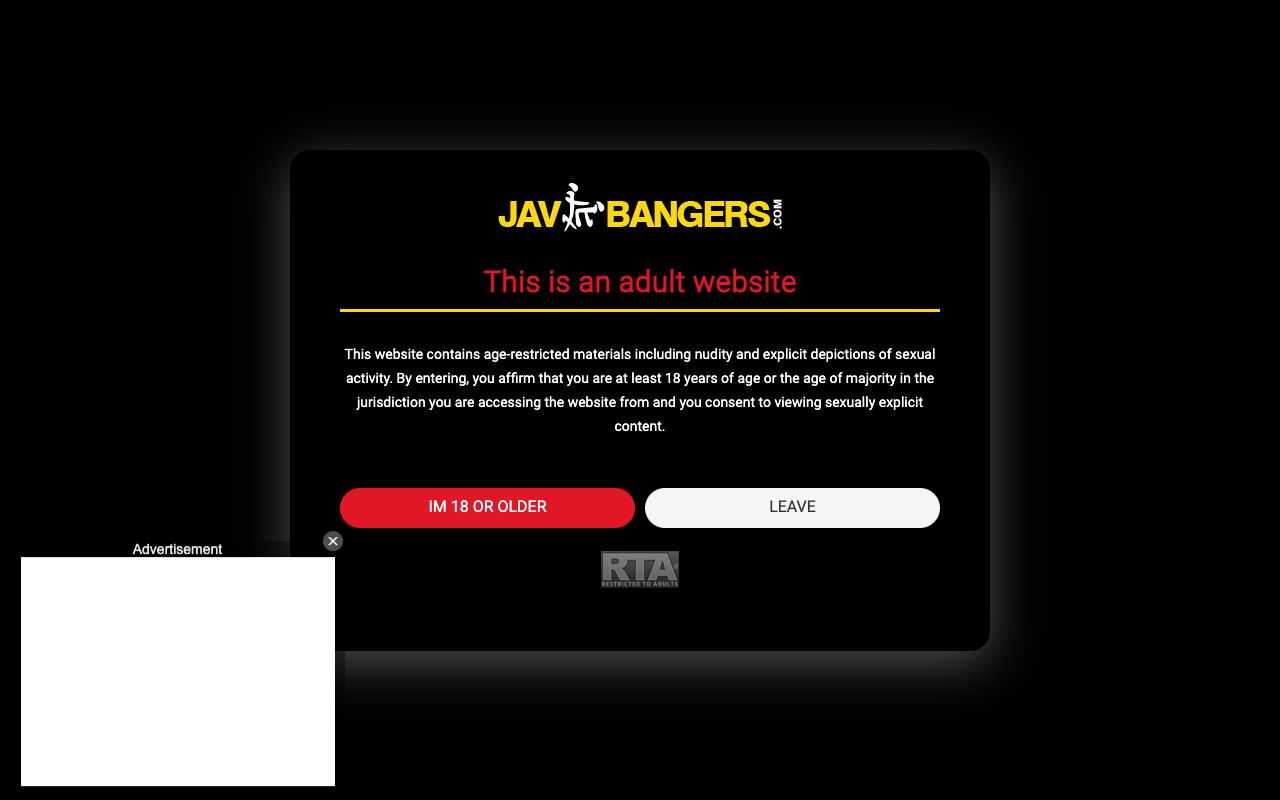 JAV BANGERS .COM
This is an adult website
This website contains age-restricted materials including nudity and explicit depictions of sexual
activity. By entering, you affirm that you are at least 18 years of age or the age of majority in the
jurisdiction you are accessing the website from and you consent to viewing sexually explicit
content.
IM 18 OR OLDER
LEAVE
Advertisement
RTA
RESTRICTED TO ADULTS